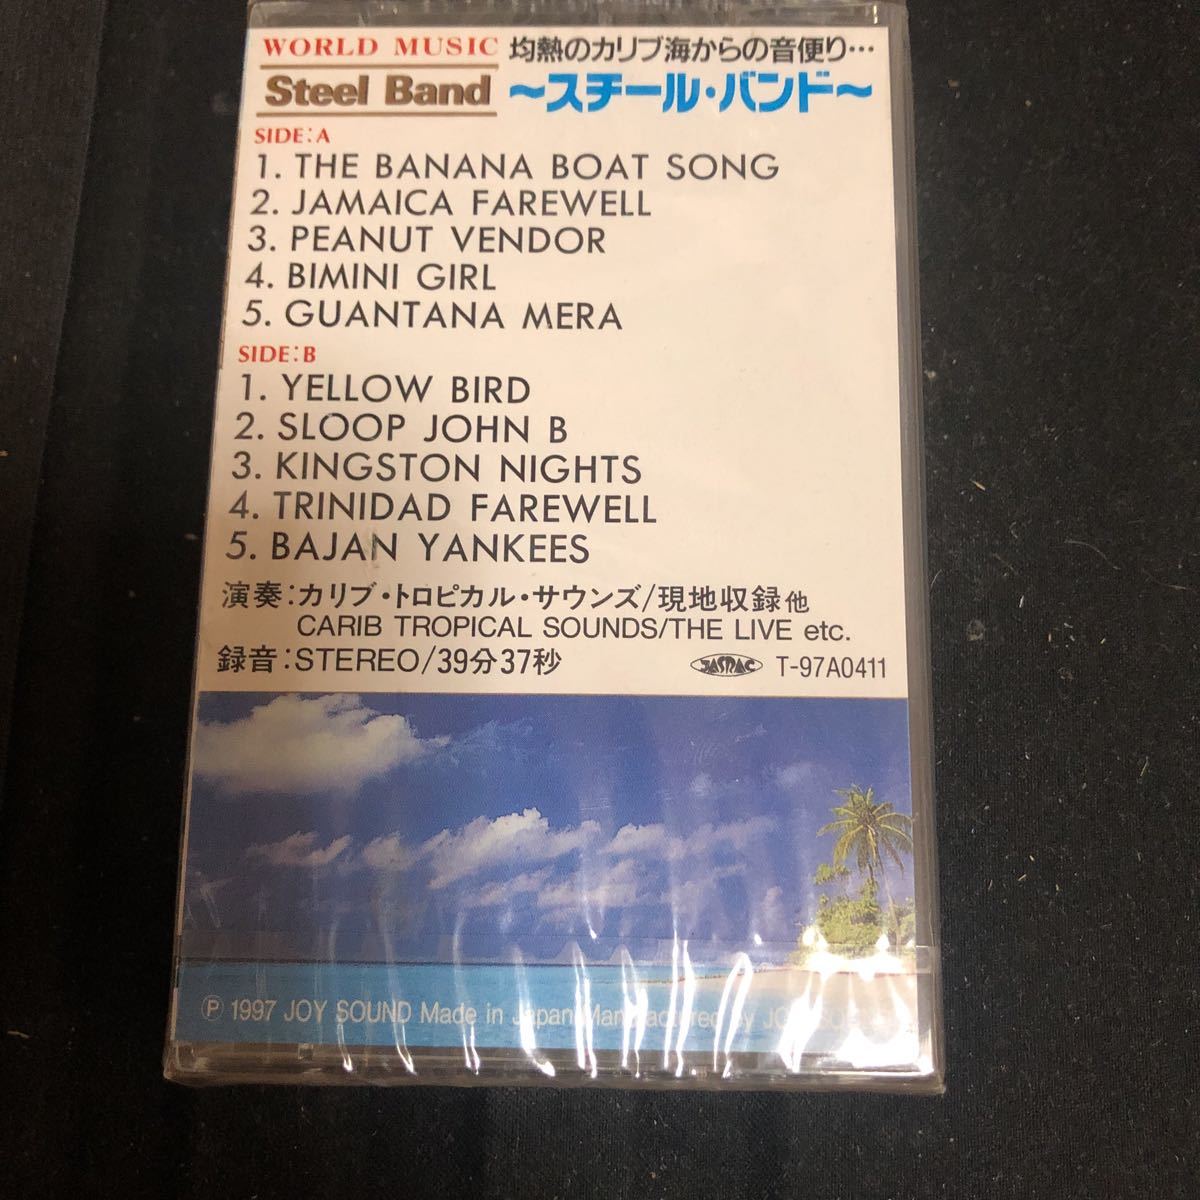 WORLD MUSIC 灼熱のカリブ海からの音便り…
Steel Band ～スチール・バンド～
SIDE:A
1. THE BANANA BOAT SONG
2. JAMAICA FAREWELL
3. PEANUT VENDOR
4. BIMINI GIRL
5. GUANTANA MERA
SIDE:B
1. YELLOW BIRD
2. SLOOP JOHN B
3. KINGSTON NIGHTS
4. TRINIDAD FAREWELL
5. BAJAN YANKEES
演奏:カリブ・トロピカル・サウンズ/現地収録他
CARIB TROPICAL SOUNDS/THE LIVE etc.
録音:STEREO/39分37秒 JASRAC T-97A0411
Ⓟ 1997 JOY SOUND Made in Japan Manufactured by JOY SOUND